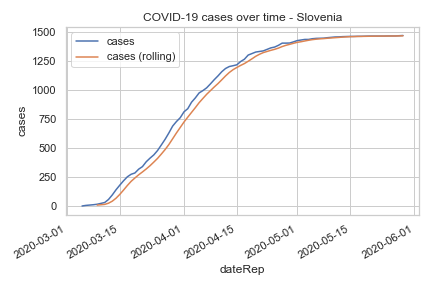 COVID-19 cases over time - Slovenia
cases
cases (rolling)
1500
1250
1000
750
500
250
0
cases
2020-03-01
2020-03-15
2020-04-01
2020-04-15
2020-05-01
2020-05-15
2020-06-01
dateRep